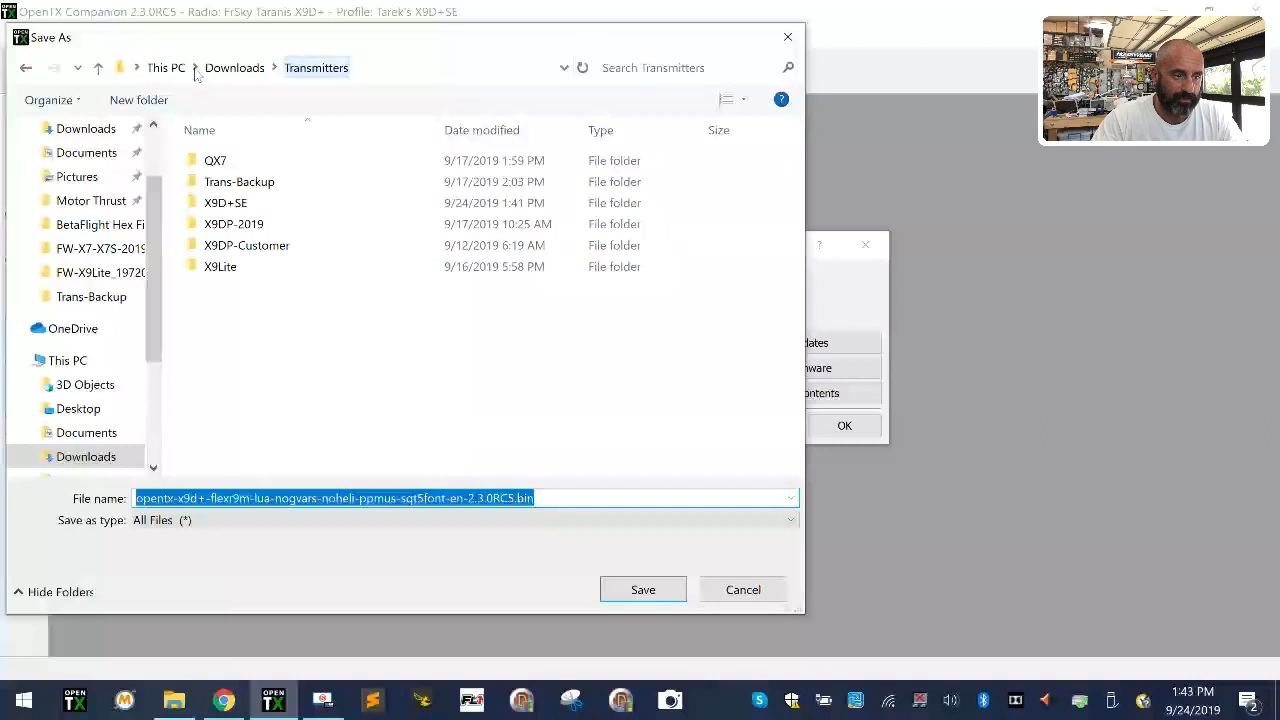 OpenTX Companion 2.3.0RC5 - Radio: FrSky Taranis X9D+ - Profile: Tarek's X9D+SE
Save As
This PC > Downloads > Transmitters
Search Transmitters
Organize
New folder
Name
Date modified
Type
Size
QX7 9/17/2019 1:59 PM File folder
Trans-Backup 9/17/2019 2:03 PM File folder
X9D+SE 9/24/2019 1:41 PM File folder
X9DP-2019 9/17/2019 10:25 AM File folder
X9DP-Customer 9/12/2019 6:19 AM File folder
X9Lite 9/16/2019 5:58 PM File folder
Downloads
Documents
Pictures
Motor Thrust
BetaFlight Hex Fi
FW-X7-X7S-2019
FW-X9Lite_19720
Trans-Backup
OneDrive
This PC
3D Objects
Desktop
Documents
Downloads
dates
ware
ontents
OK
File name: opentx-x9d+-flexr9m-lua-nogvars-noheli-ppmus-sqt5font-en-2.3.0RC5.bin
Save as type: All Files (*)
Hide Folders
Save
Cancel
OPEN TX
1:43 PM
9/24/2019
2